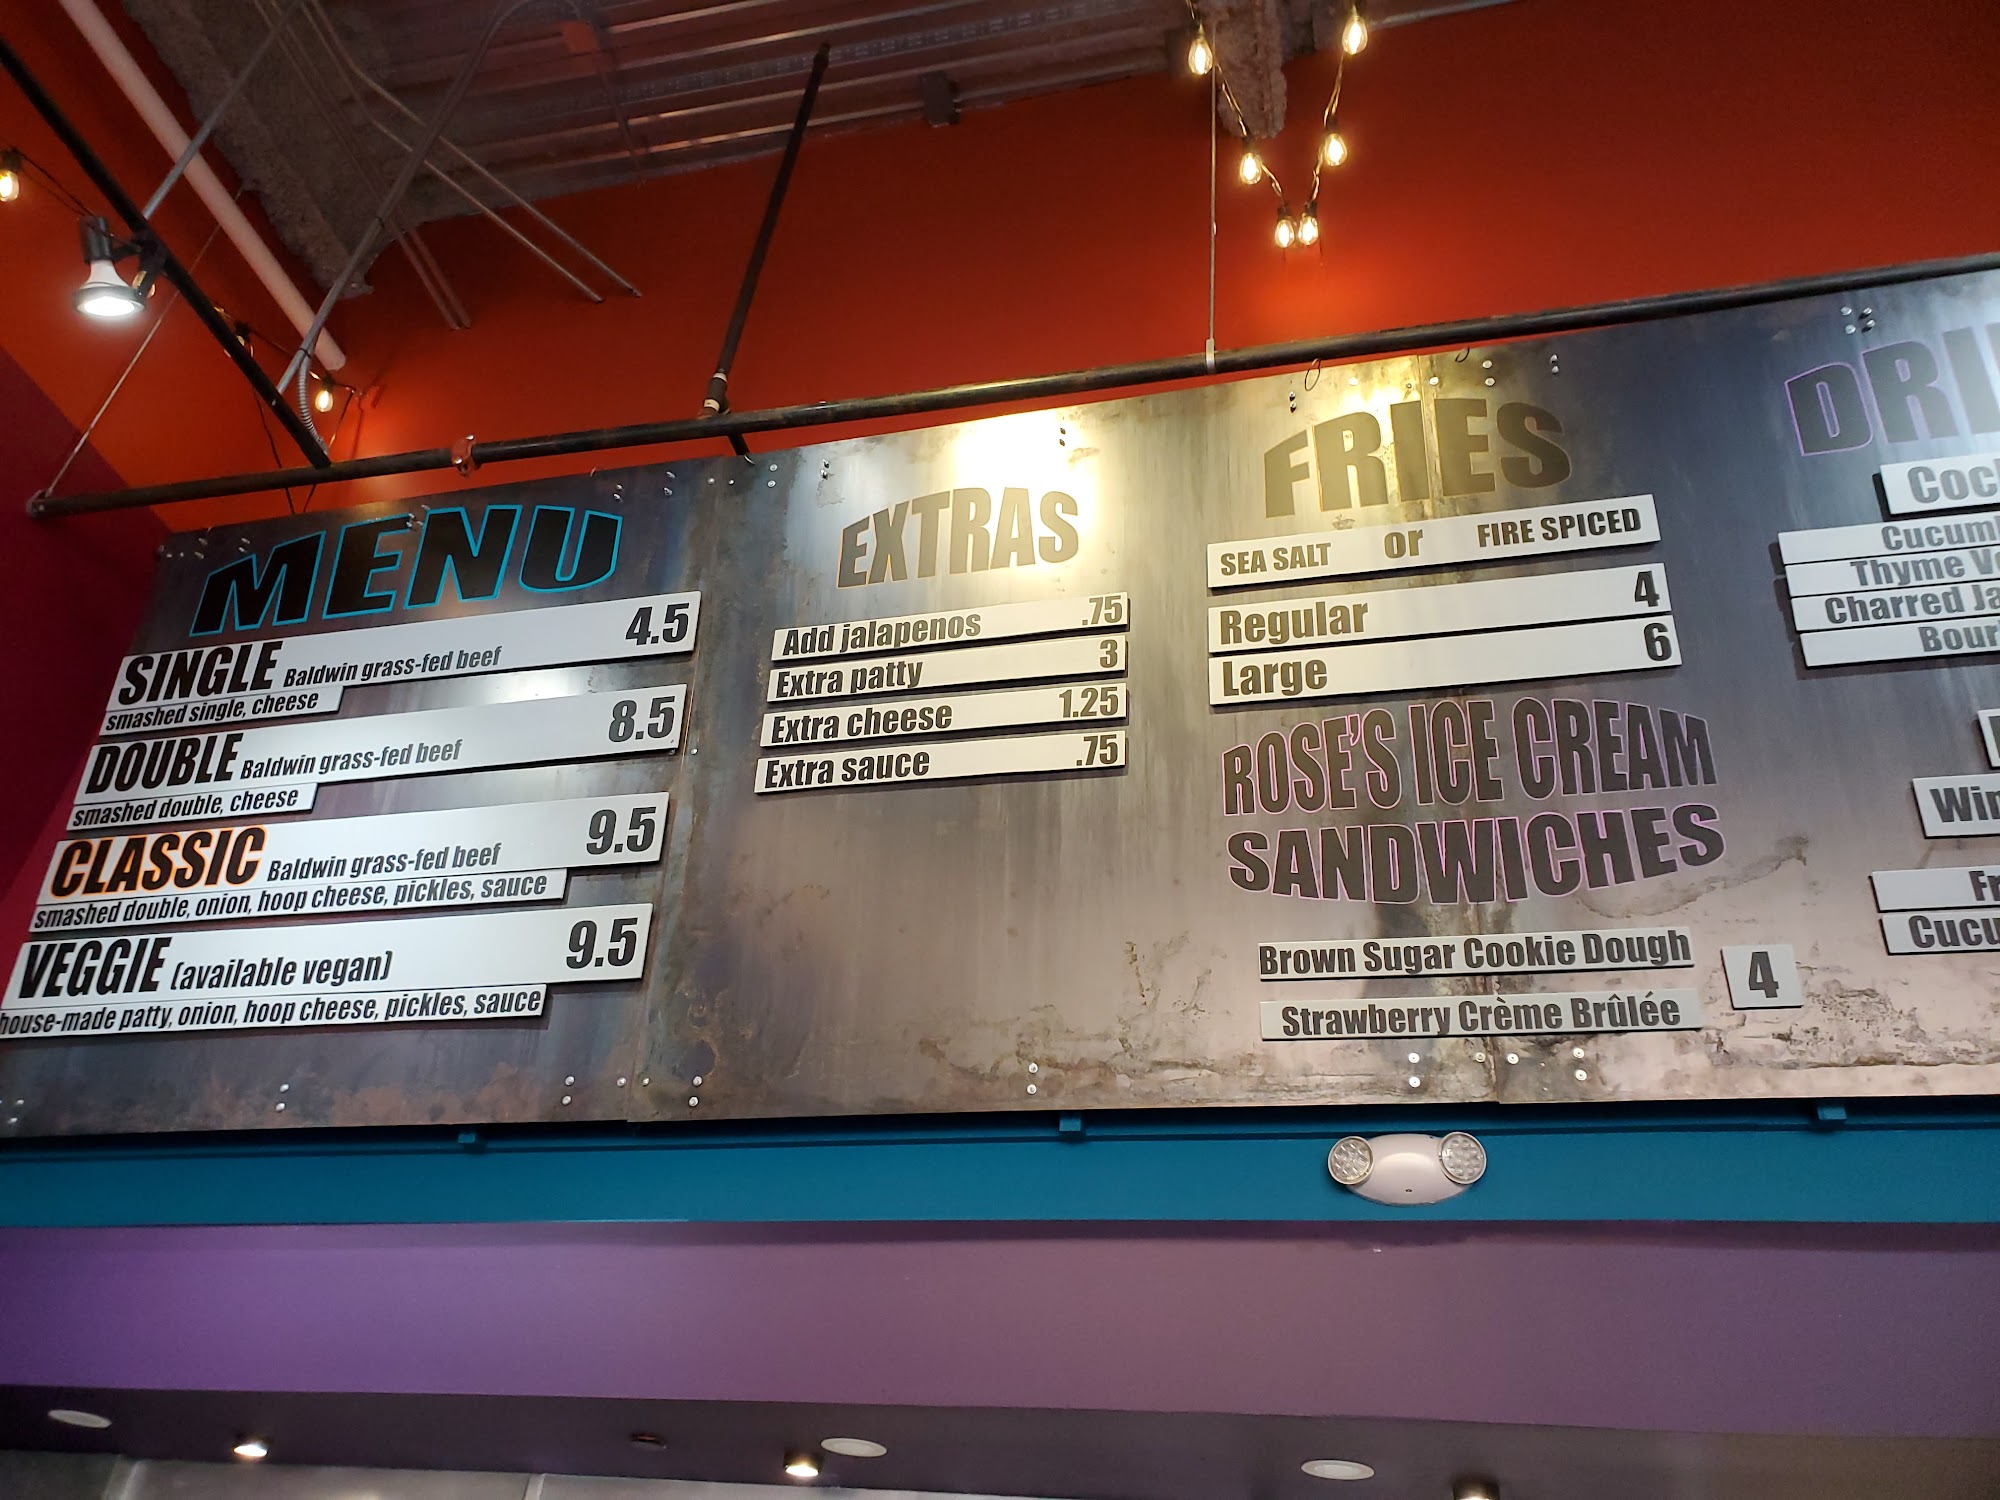 MENU
SINGLE Baldwin grass-fed beef 4.5
smashed single, cheese
DOUBLE Baldwin grass-fed beef 8.5
smashed double, cheese
CLASSIC Baldwin grass-fed beef 9.5
smashed double, onion, hoop cheese, pickles, sauce
VEGGIE (available vegan) 9.5
house-made patty, onion, hoop cheese, pickles, sauce
EXTRAS
Add jalapenos .75
Extra patty 3
Extra cheese 1.25
Extra sauce .75
FRIES
SEA SALT or FIRE SPICED
Regular 4
Large 6
ROSE'S ICE CREAM
SANDWICHES
Brown Sugar Cookie Dough
4
Strawberry Crème Brûlée
Thyme
Charred